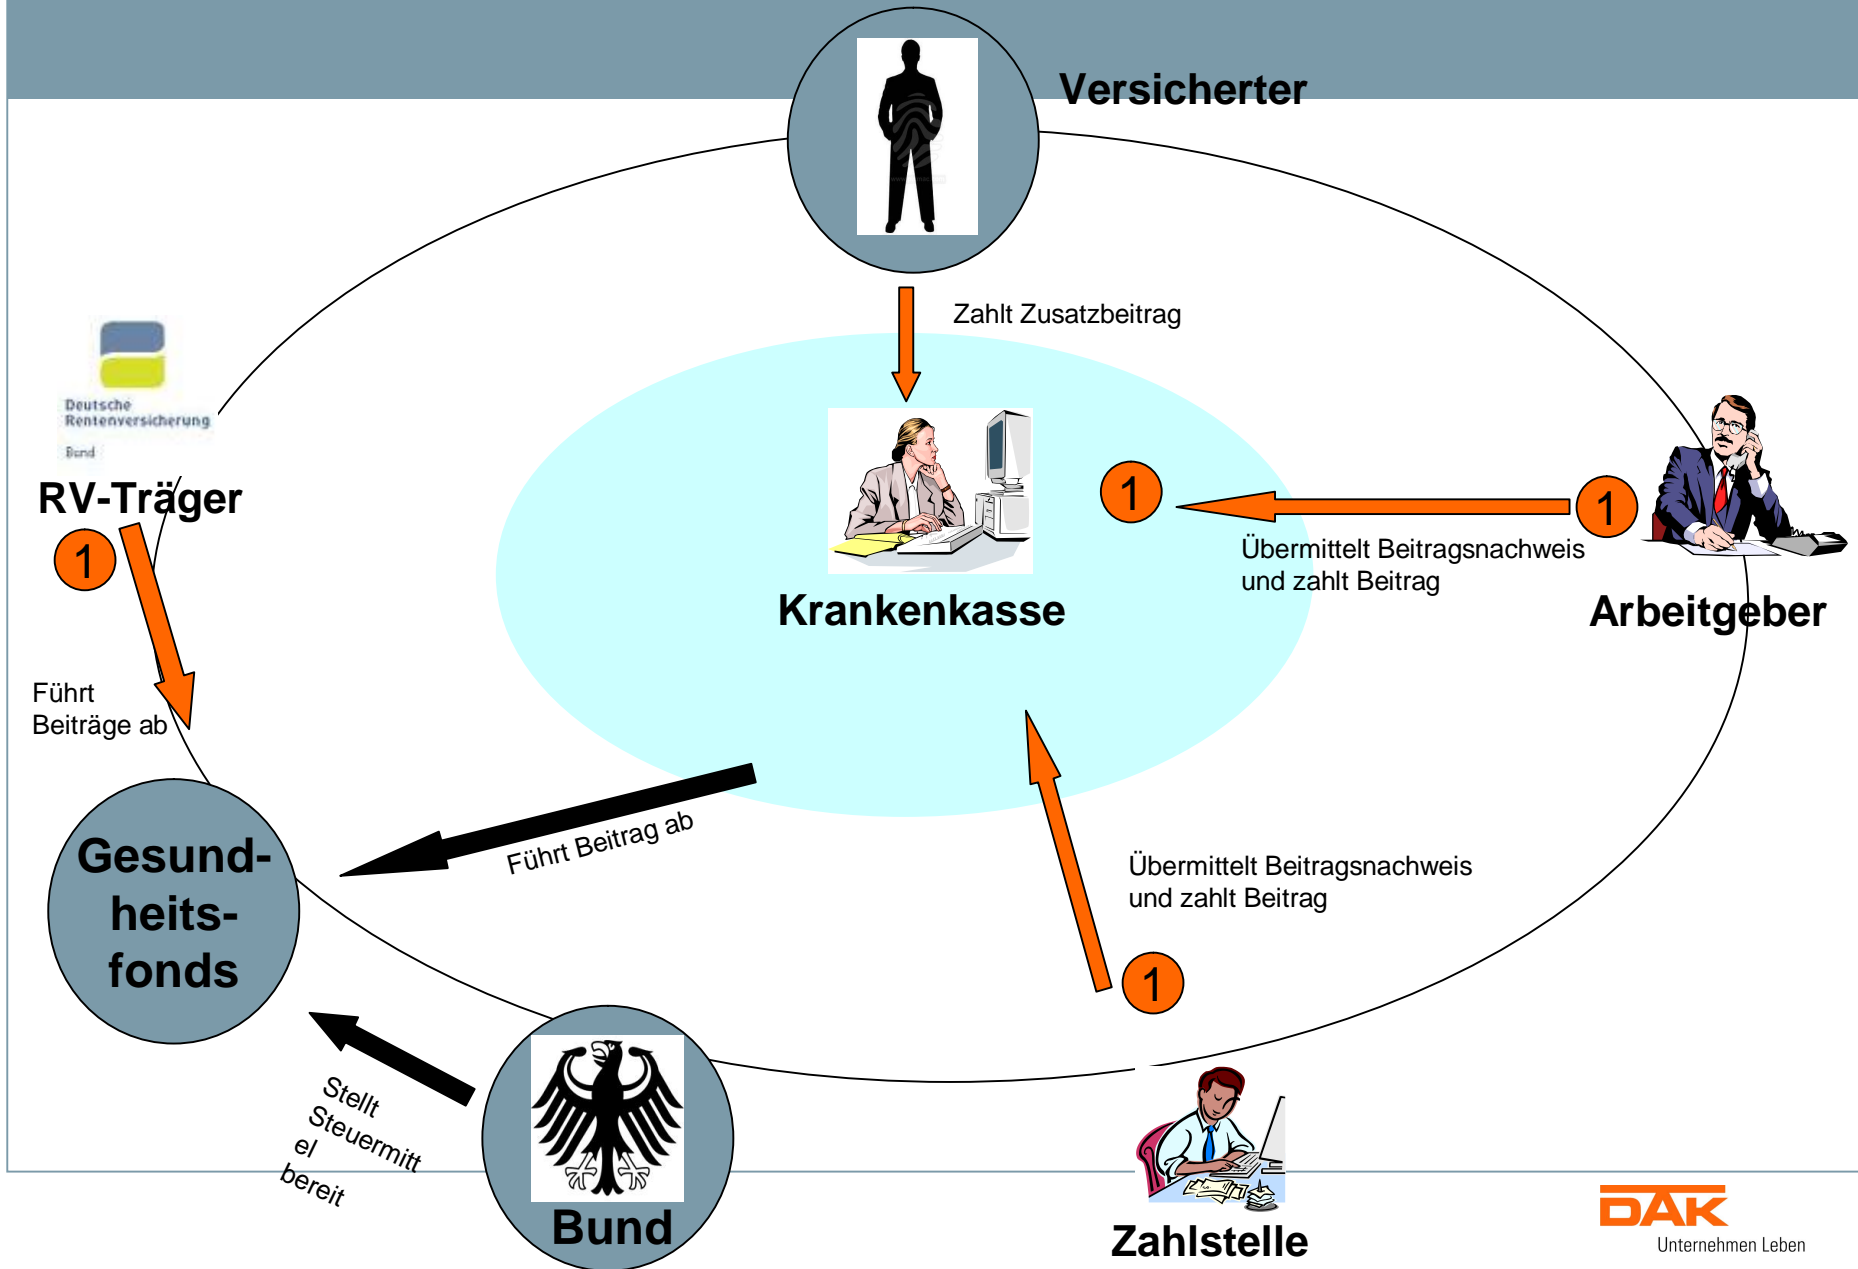 Versicherter
Zahlt Zusatzbeitrag
Deutsche
Rentenversicherung
Bund
RV-Träger
1
1
1
Übermittelt Beitragsnachweis
und zahlt Beitrag
Krankenkasse
Arbeitgeber
Führt
Beiträge ab
Führt Beitrag ab
Gesund-
heits-
fonds
Übermittelt Beitragsnachweis
und zahlt Beitrag
1
Stellt
Steuermitt
el
bereit
Bund
Zahlstelle
DAK
Unternehmen Leben